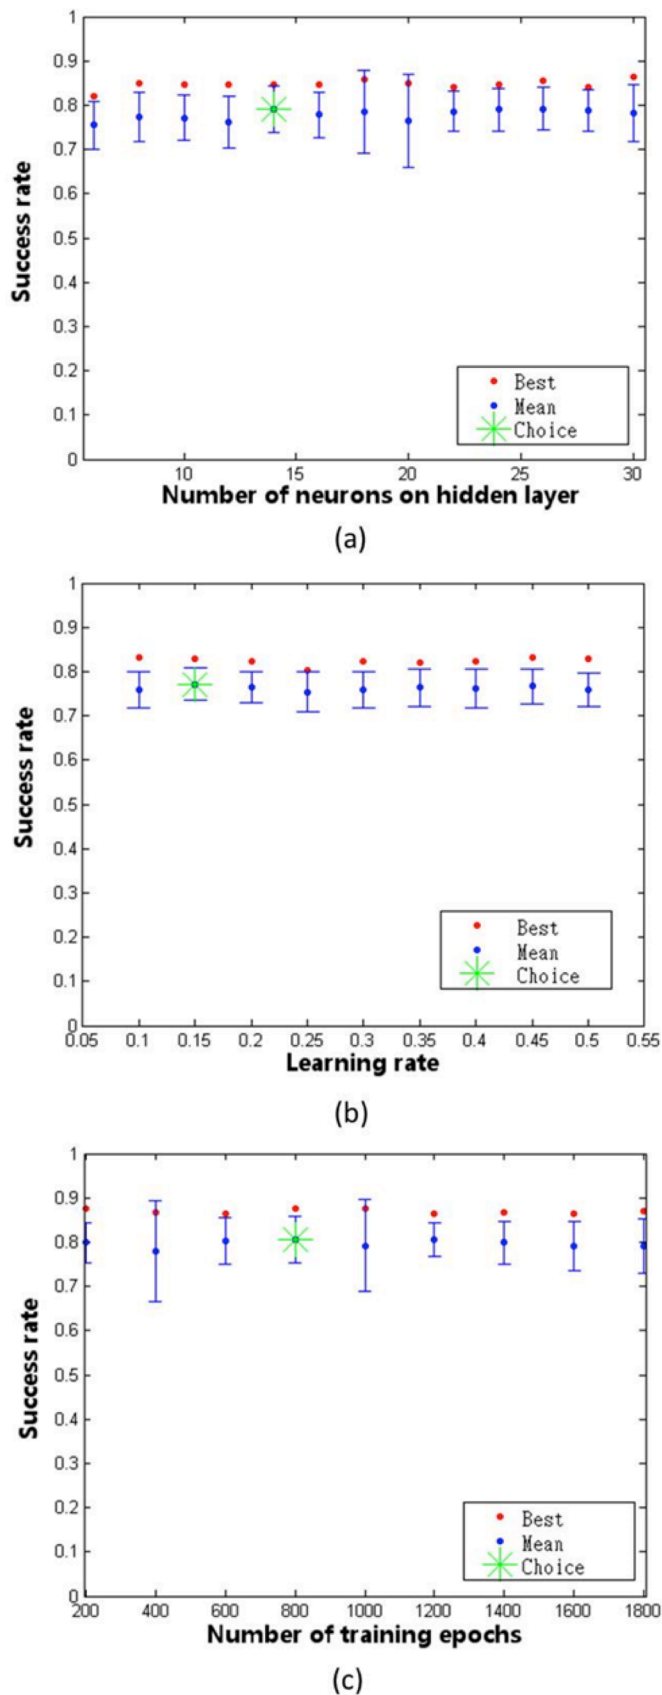 1
0.9
0.8
0.7
0.6
0.5
0.4
0.3
0.2
0.1
0
Success rate
Best
Mean
Choice
10 15 20 25 30
Number of neurons on hidden layer
(a)
1
0.9
0.8
0.7
0.6
0.5
0.4
0.3
0.2
0.1
0
Success rate
Best
Mean
Choice
0.05 0.1 0.15 0.2 0.25 0.3 0.35 0.4 0.45 0.5 0.55
Learning rate
(b)
1
0.9
0.8
0.7
0.6
0.5
0.4
0.3
0.2
0.1
0
Success rate
Best
Mean
Choice
200 400 600 800 1000 1200 1400 1600 1800
Number of training epochs
(c)